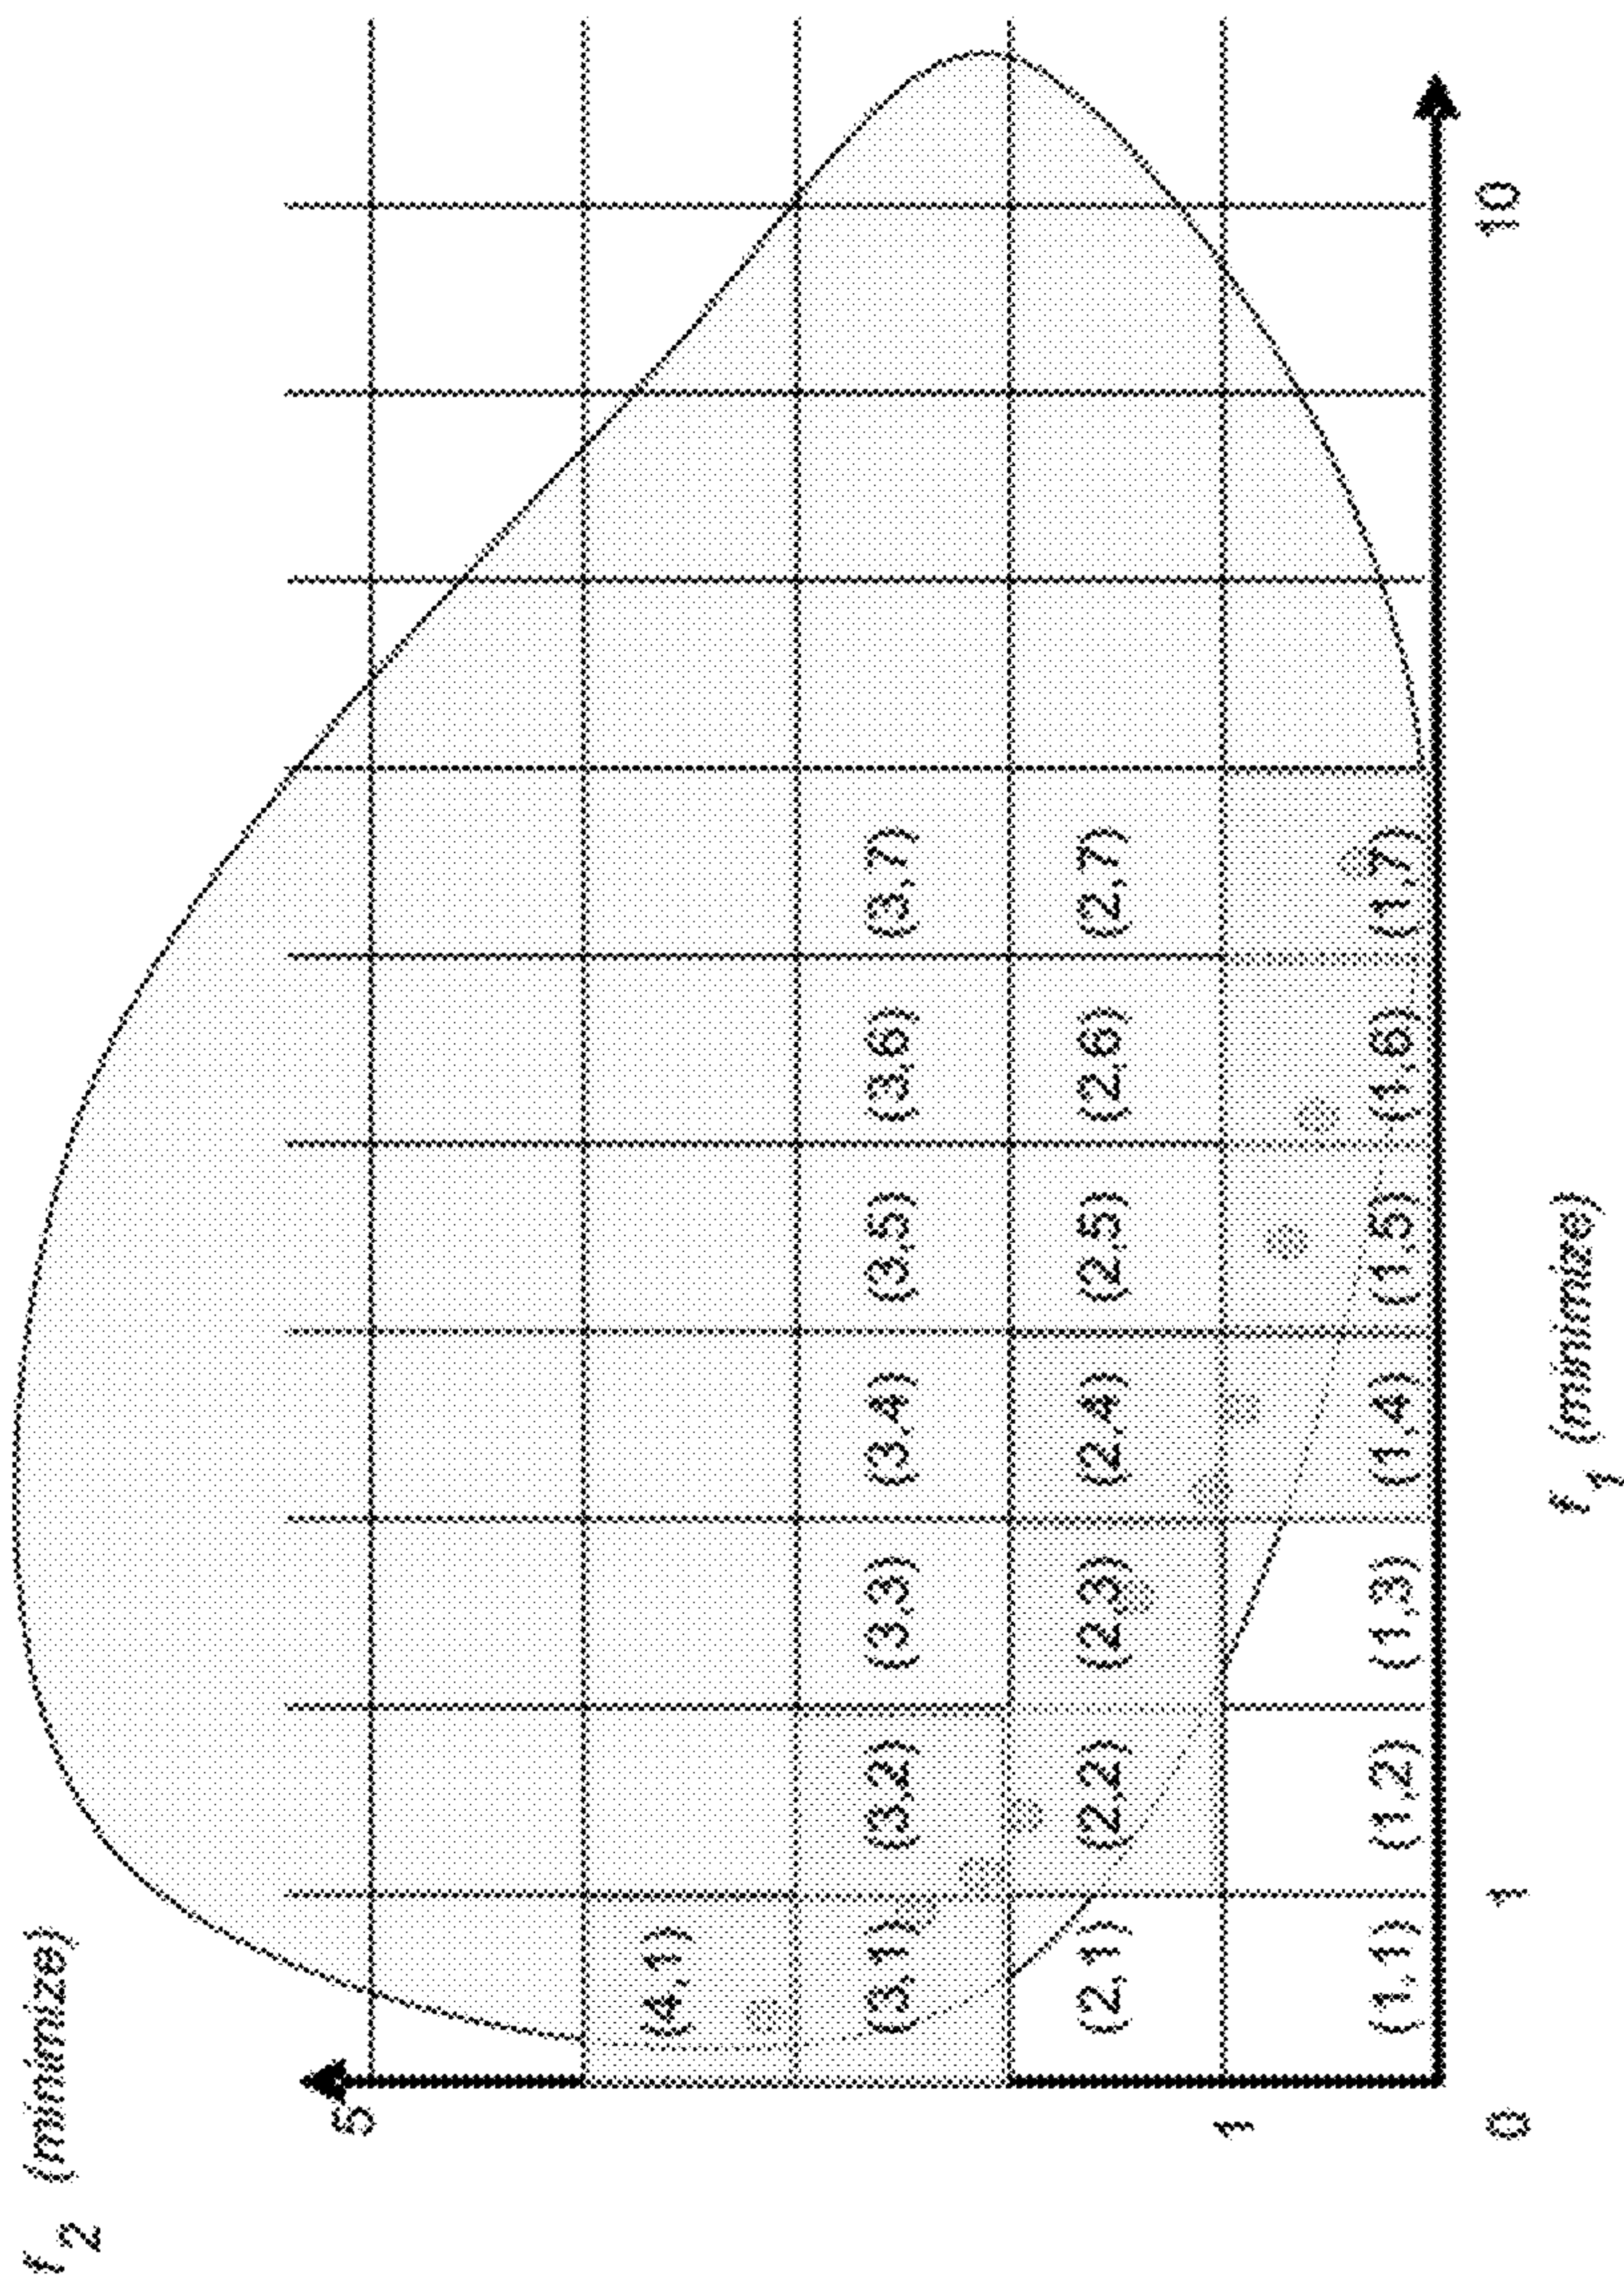 f2 (minimize)
5
(4,1)
(3,1) (3,2) (3,3) (3,4) (3,5) (3,6) (3,7)
(2,1) (2,2) (2,3) (2,4) (2,5) (2,6) (2,7)
1
(1,1) (1,2) (1,3) (1,4) (1,5) (1,6) (1,7)
0 1 10
f1 (minimize)